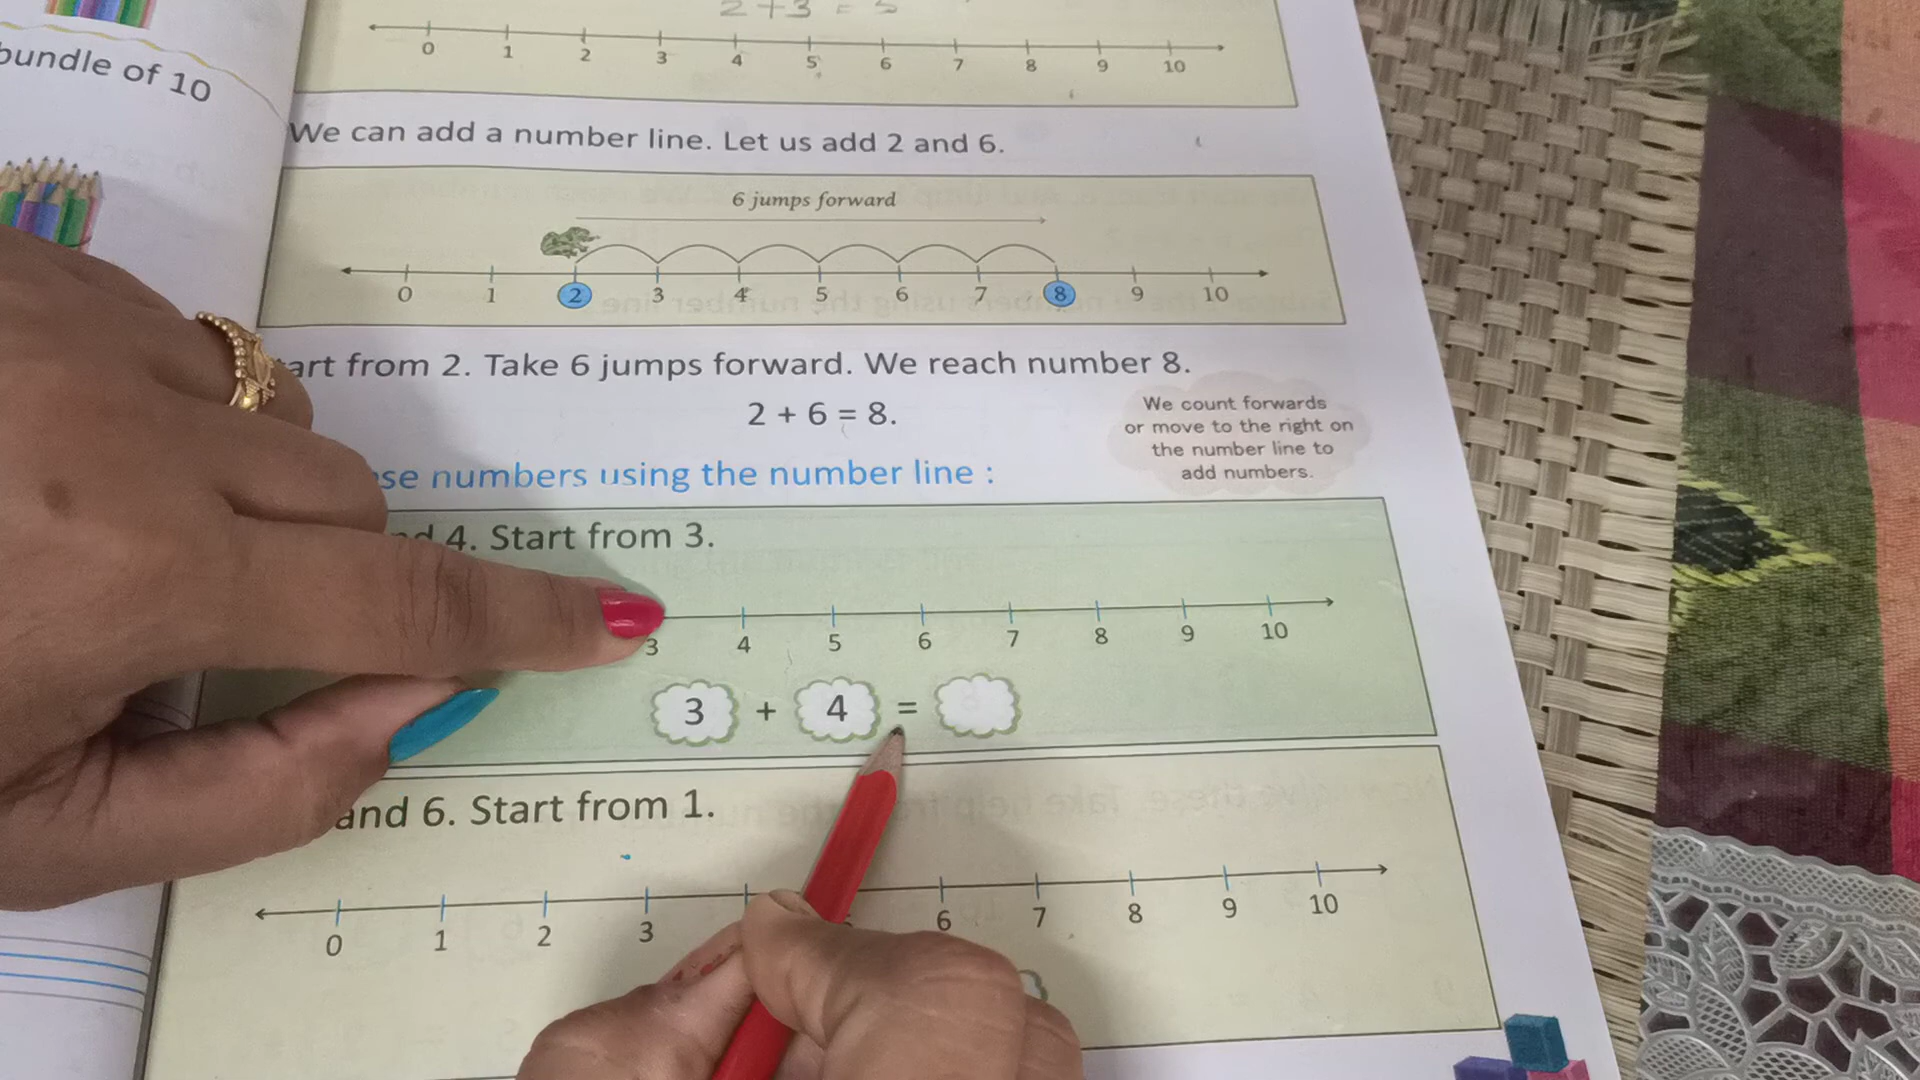 bundle of 10
2 + 3 = 5
0 1 2 3 4 5 6 7 8 9 10
We can add a number line. Let us add 2 and 6.
6 jumps forward
0 1 2 3 4 5 6 7 8 9 10
art from 2. Take 6 jumps forward. We reach number 8.
2 + 6 = 8.
We count forwards
or move to the right on
the number line to
add numbers.
se numbers using the number line :
nd 4. Start from 3.
3 4 5 6 7 8 9 10
3 + 4 =
and 6. Start from 1.
0 1 2 3 6 7 8 9 10